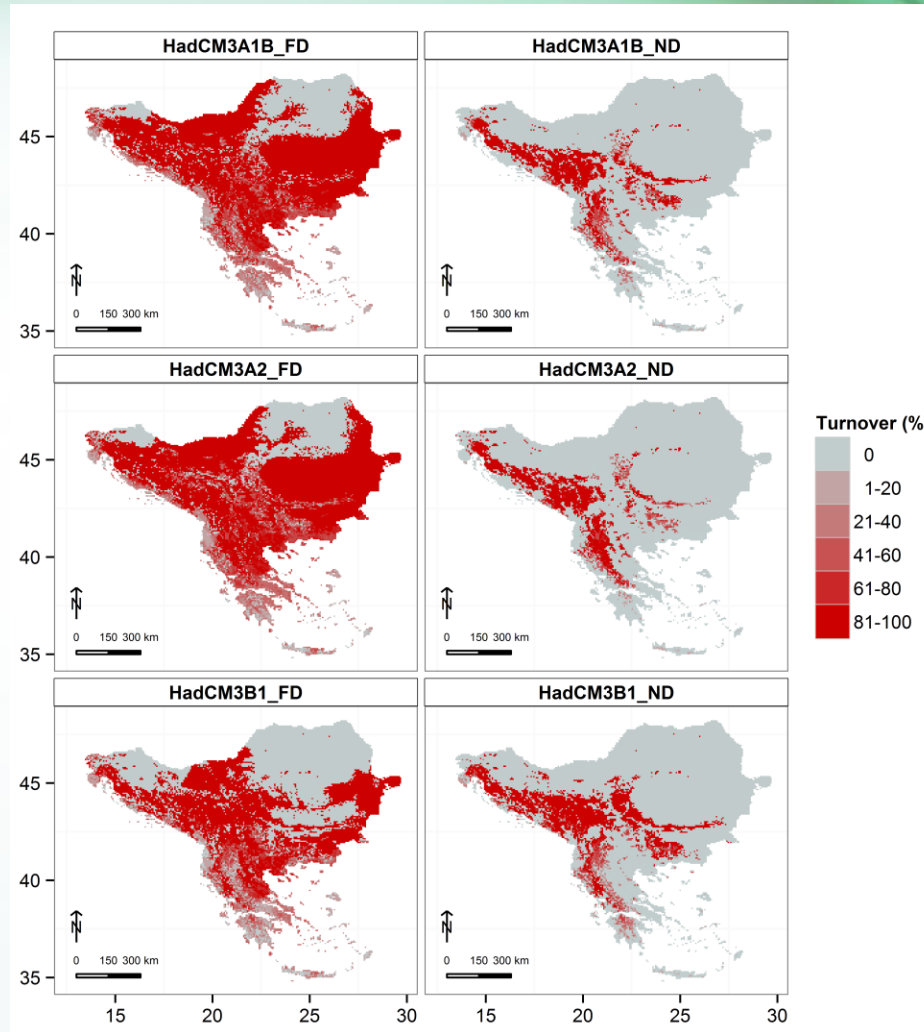 HadCM3A1B_FD
HadCM3A1B_ND
45
40
35
N
0 150 300 km
N
0 150 300 km
HadCM3A2_FD
HadCM3A2_ND
45
40
35
N
0 150 300 km
N
0 150 300 km
Turnover (%
0
1-20
21-40
41-60
61-80
81-100
HadCM3B1_FD
HadCM3B1_ND
45
40
35
N
0 150 300 km
N
0 150 300 km
15 20 25 30
15 20 25 30